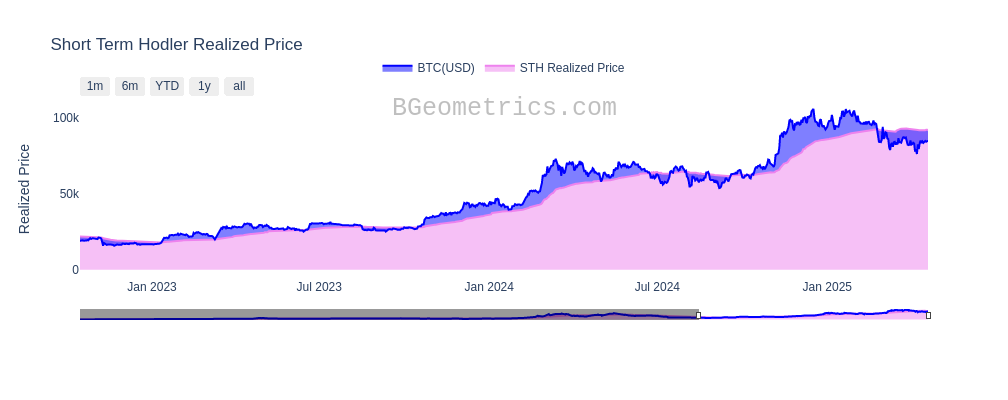 Short Term Hodler Realized Price
BTC(USD) STH Realized Price
1m 6m YTD 1y all
BGeometrics.com
100k
50k
0
Realized Price
Jan 2023 Jul 2023 Jan 2024 Jul 2024 Jan 2025